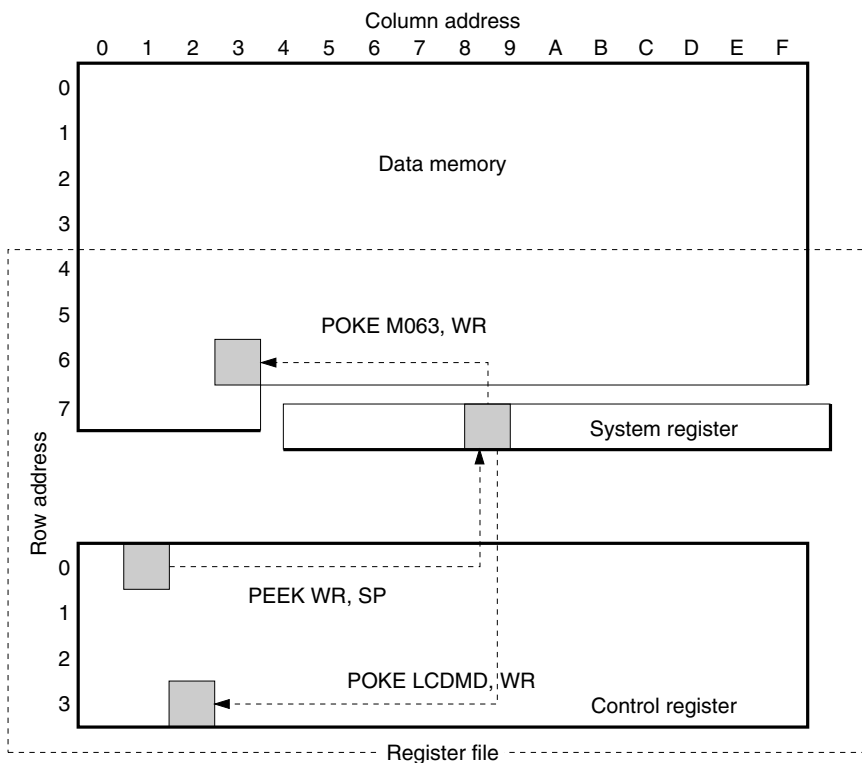 Column address
0 1 2 3 4 5 6 7 8 9 A B C D E F
0
1
2
3
4
5
6
7
Data memory
POKE M063, WR
System register
Row address
0
1
2
3
PEEK WR, SP
POKE LCDMD, WR
Control register
Register file